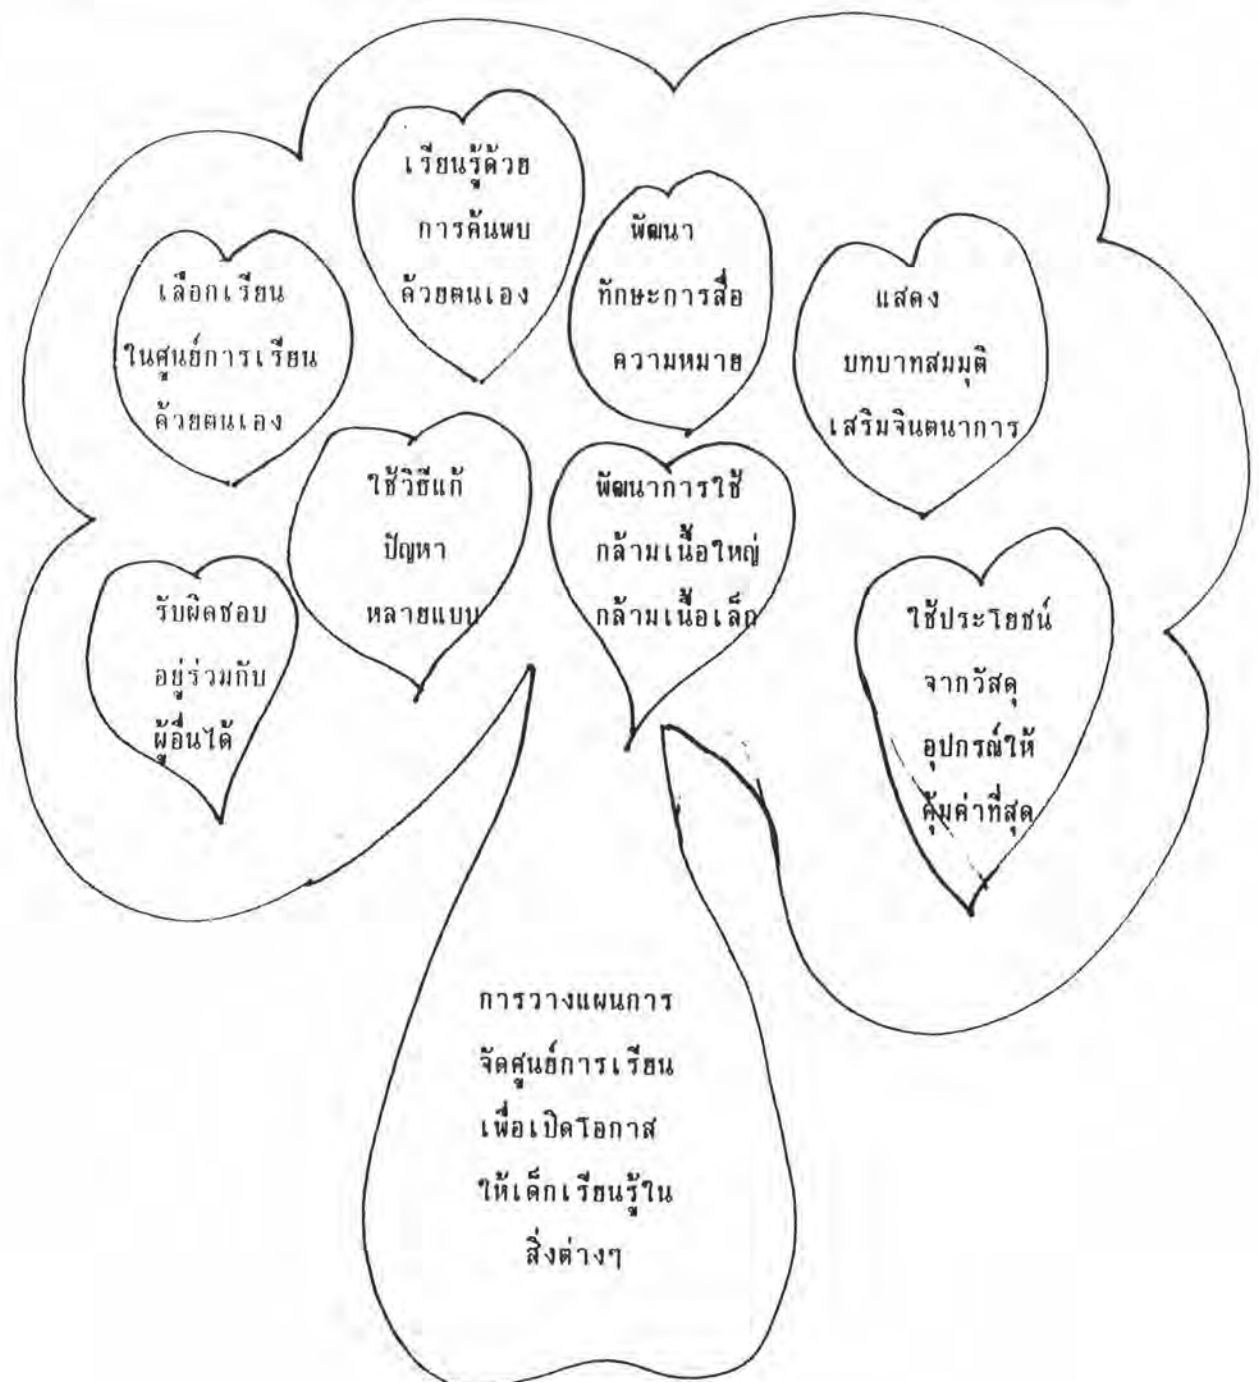 เรียนรู้ด้วย
การค้นพบ
ด้วยตนเอง
พัฒนา
ทักษะการสื่อ
ความหมาย
เลือกเรียน
ในศูนย์การเรียน
ด้วยตนเอง
แสดง
บทบาทสมมุติ
เสริมจินตนาการ
ใช้วิธีแก้
ปัญหา
หลายแบบ
พัฒนาการใช้
กล้ามเนื้อใหญ่
กล้ามเนื้อเล็ก
รับผิดชอบ
อยู่ร่วมกับ
ผู้อื่นได้
ใช้ประโยชน์
จากวัสดุ
อุปกรณ์ให้
คุ้มค่าที่สุด
การวางแผนการ
จัดศูนย์การเรียน
เพื่อเปิดโอกาส
ให้เด็กเรียนรู้ใน
สิ่งต่างๆ